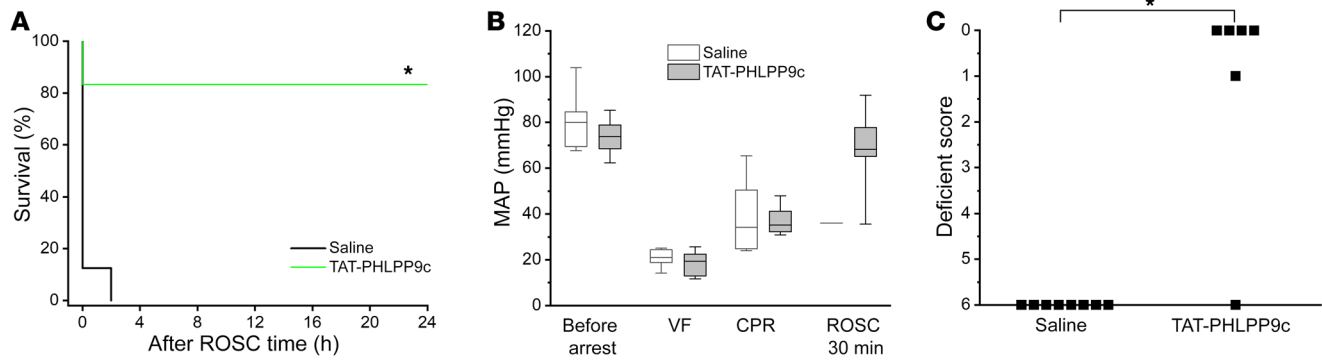 A
100
80
60
40
20
0
Survival (%)
*
Saline
TAT-PHLPP9c
0 4 8 12 16 20 24
After ROSC time (h)
B
120
100
80
60
40
20
0
MAP (mmHg)
Saline
TAT-PHLPP9c
Before arrest
VF
CPR
ROSC 30 min
C
*
0
1
2
3
4
5
6
Deficient score
Saline
TAT-PHLPP9c